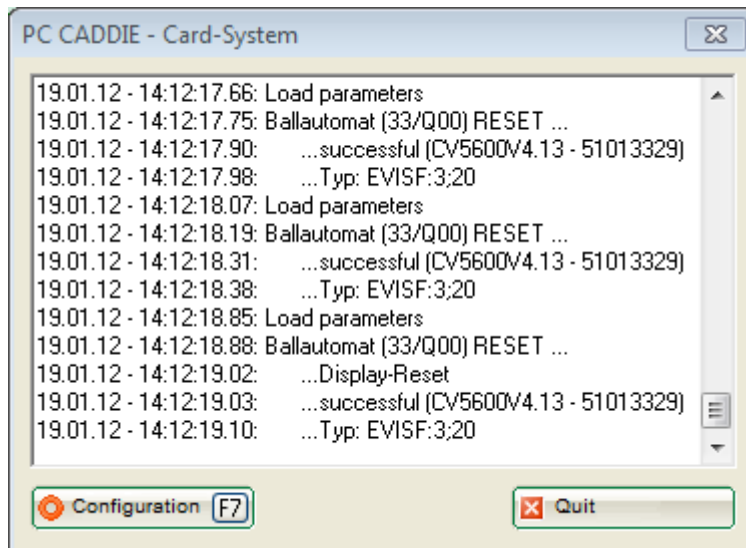 PC CADDIE - Card-System
19.01.12 - 14:12:17.66: Load parameters
19.01.12 - 14:12:17.75: Ballautomat (33/Q00) RESET ...
19.01.12 - 14:12:17.90: ...successful (CV5600V4.13 - 51013329)
19.01.12 - 14:12:17.98: ...Typ: EVISF:3;20
19.01.12 - 14:12:18.07: Load parameters
19.01.12 - 14:12:18.19: Ballautomat (33/Q00) RESET ...
19.01.12 - 14:12:18.31: ...successful (CV5600V4.13 - 51013329)
19.01.12 - 14:12:18.38: ...Typ: EVISF:3;20
19.01.12 - 14:12:18.85: Load parameters
19.01.12 - 14:12:18.88: Ballautomat (33/Q00) RESET ...
19.01.12 - 14:12:19.02: ...Display-Reset
19.01.12 - 14:12:19.03: ...successful (CV5600V4.13 - 51013329)
19.01.12 - 14:12:19.10: ...Typ: EVISF:3;20
Configuration F7 Quit